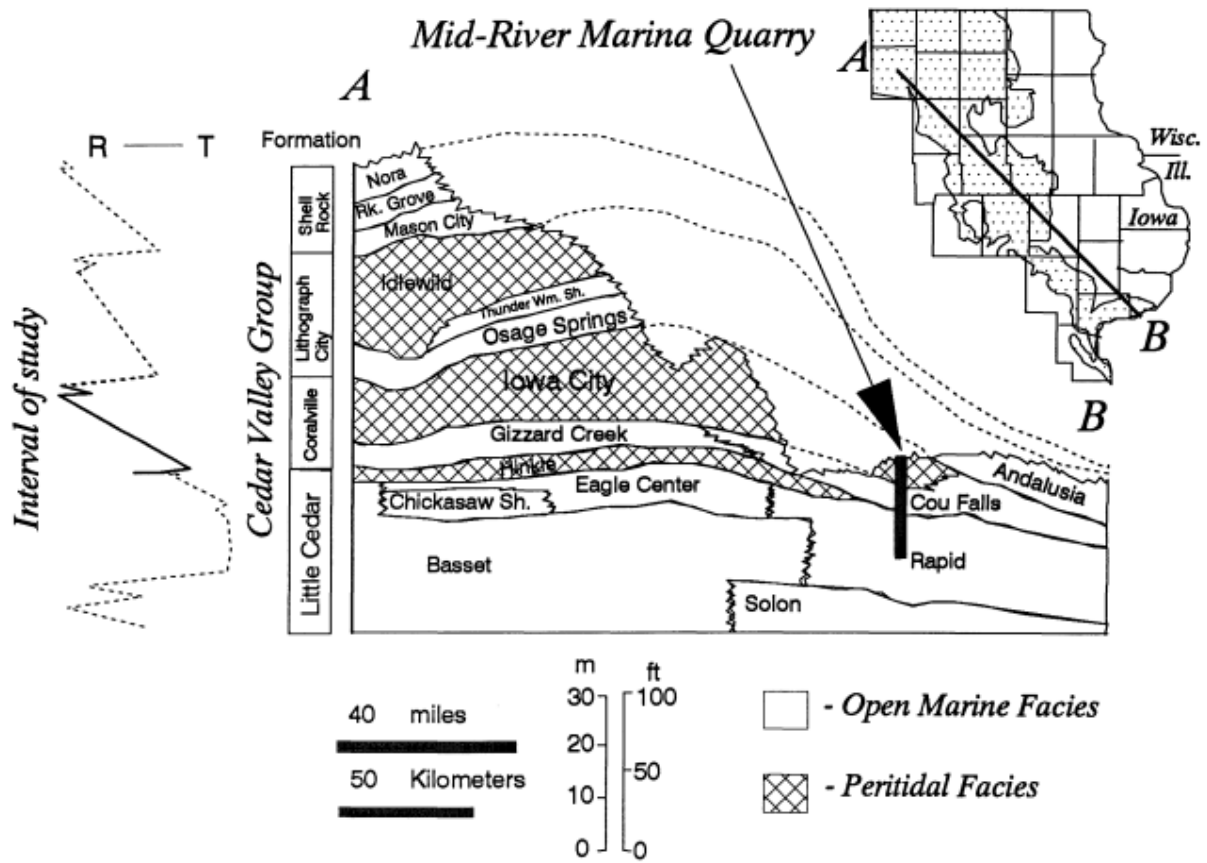 Mid-River Marina Quarry
A
A
B
Wisc.
Ill.
Iowa
B
R T
Formation
Interval of study
Cedar Valley Group
Shell
Rock
Lithograph
City
Coralville
Little Cedar
Nora
Rk. Grove
Mason City
Idlewild
Thunder Wm. Sh.
Osage Springs
Iowa City
Gizzard Creek
Hinkle
Eagle Center
Chickasaw Sh.
Basset
Solon
Rapid
Cou Falls
Andalusia
40 miles
50 Kilometers
m ft
30 100
20
50
10
0 0
- Open Marine Facies
- Peritidal Facies